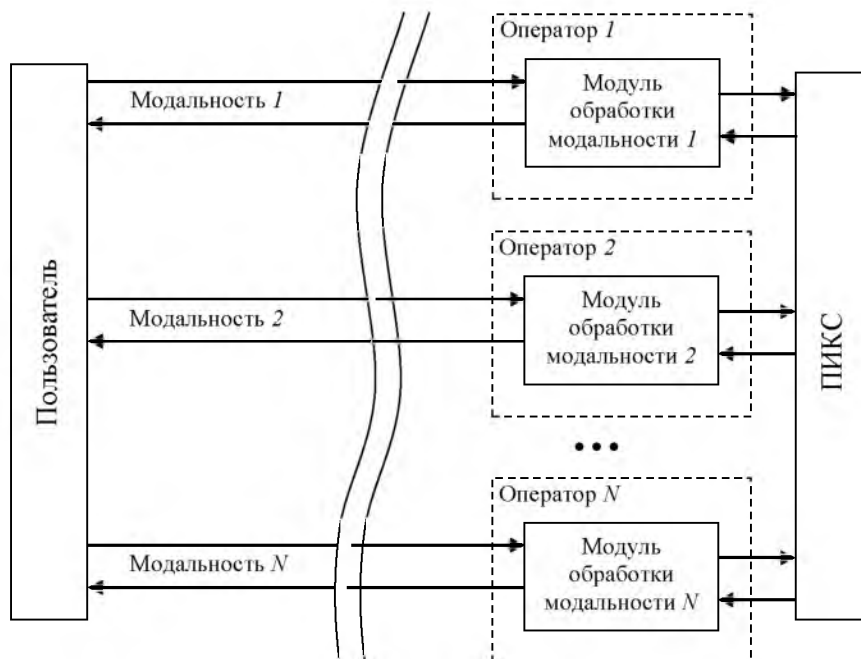 Оператор 1
Модуль
обработки
модальности 1
Модальность 1
Оператор 2
Модуль
обработки
модальности 2
Модальность 2
Пользователь
ПИКС
•••
Оператор N
Модуль
обработки
модальности N
Модальность N